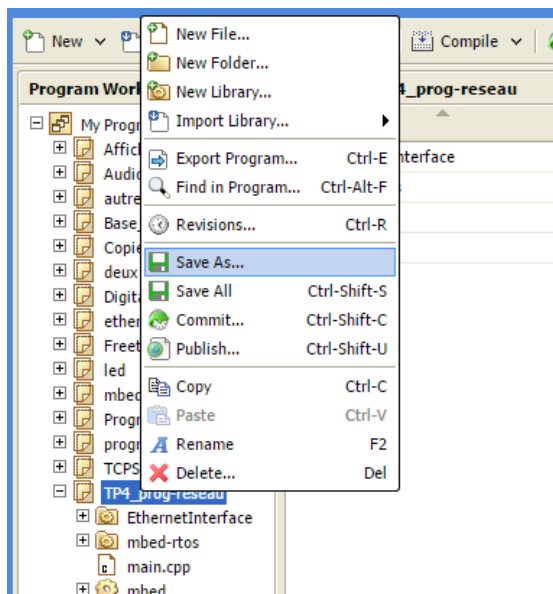 New
Compile
Program Work
4_prog-reseau
My Progr
nterface
Affich
Audio
autre
Base_
Copie
deux
Digita
ether
Freet
led
mbed
Progr
progr
TCPS
TP4_prog-reseau
EthernetInterface
mbed-rtos
main.cpp
mbed
New File...
New Folder...
New Library...
Import Library...
Export Program... Ctrl-E
Find in Program... Ctrl-Alt-F
Revisions... Ctrl-R
Save As...
Save All Ctrl-Shift-S
Commit... Ctrl-Shift-C
Publish... Ctrl-Shift-U
Copy Ctrl-C
Paste Ctrl-V
Rename F2
Delete... Del